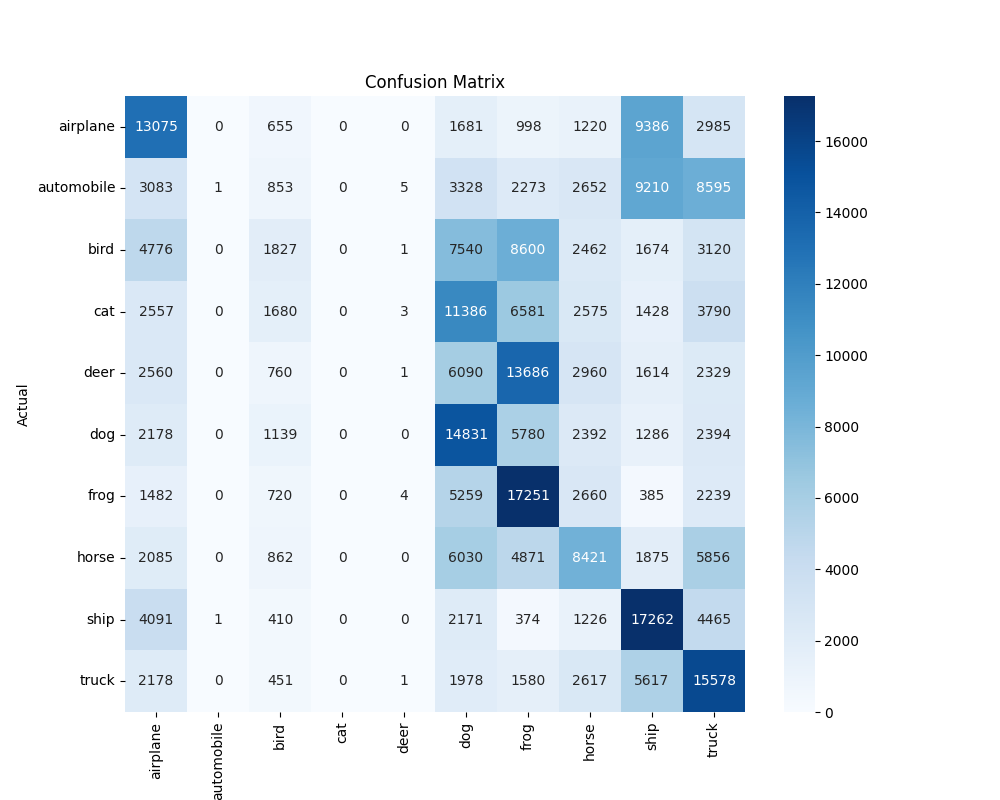 Confusion Matrix
airplane 13075 0 655 0 0 1681 998 1220 9386 2985
automobile 3083 1 853 0 5 3328 2273 2652 9210 8595
bird 4776 0 1827 0 1 7540 8600 2462 1674 3120
cat 2557 0 1680 0 3 11386 6581 2575 1428 3790
deer 2560 0 760 0 1 6090 13686 2960 1614 2329
dog 2178 0 1139 0 0 14831 5780 2392 1286 2394
frog 1482 0 720 0 4 5259 17251 2660 385 2239
horse 2085 0 862 0 0 6030 4871 8421 1875 5856
ship 4091 1 410 0 0 2171 374 1226 17262 4465
truck 2178 0 451 0 1 1978 1580 2617 5617 15578
Actual
airplane automobile bird cat deer dog frog horse ship truck
16000
14000
12000
10000
8000
6000
4000
2000
0